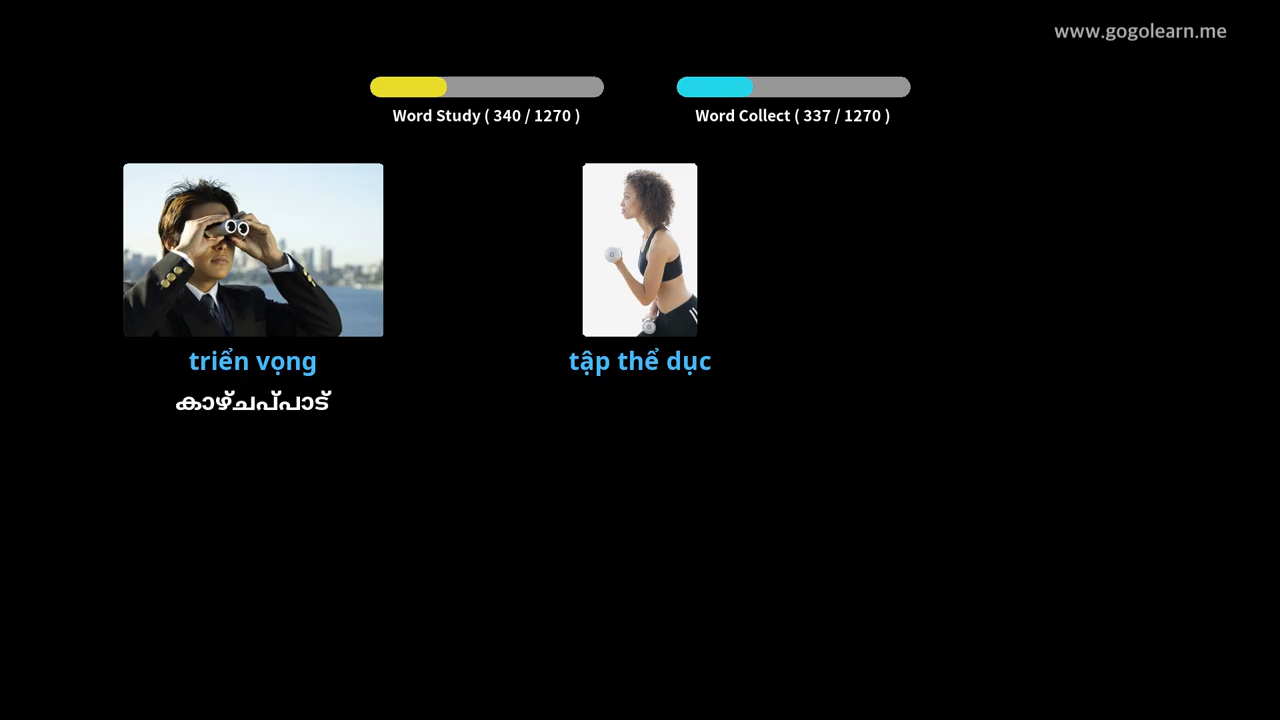 www.gogolearn.me
Word Study ( 340 / 1270 )
Word Collect ( 337 / 1270 )
triển vọng
tập thể dục
കാഴ്ചപ്പാട്